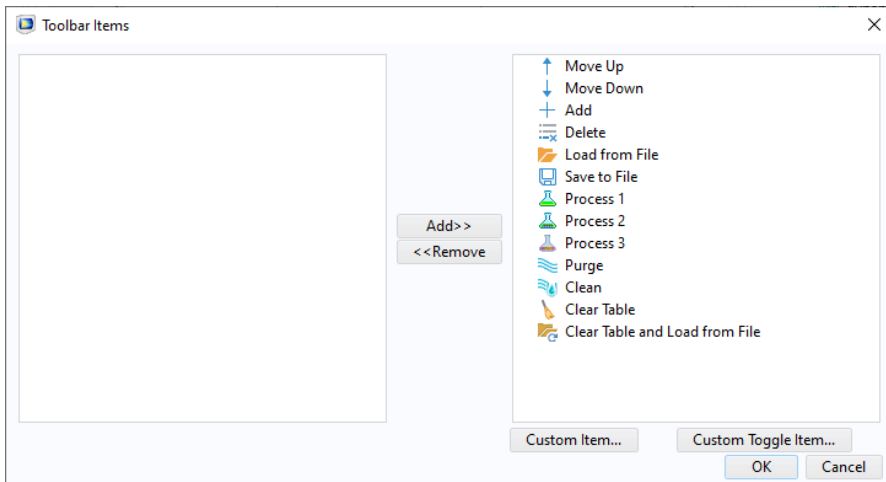 Toolbar Items
Move Up
Move Down
Add
Delete
Load from File
Save to File
Process 1
Process 2
Process 3
Purge
Clean
Clear Table
Clear Table and Load from File
Add>>
<<Remove
Custom Item...
Custom Toggle Item...
OK
Cancel